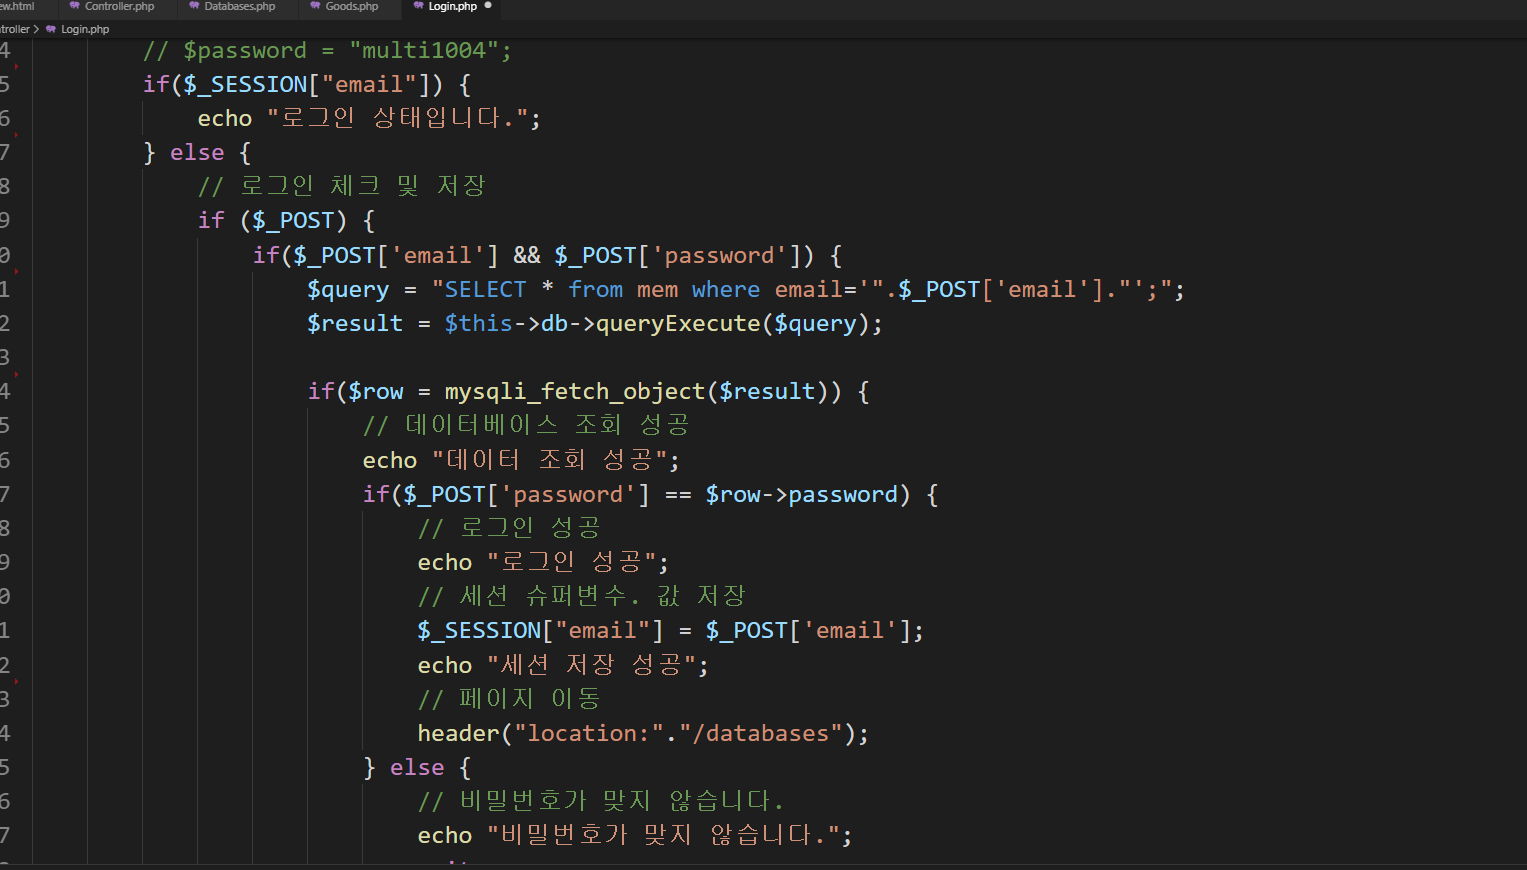 ew.html Controller.php Databases.php Goods.php Login.php
troller > Login.php
4 // $password = "multi1004";
5 if($_SESSION["email"]) {
6 echo "로그인 상태입니다.";
7 } else {
8 // 로그인 체크 및 저장
9 if ($_POST) {
0 if($_POST['email'] && $_POST['password']) {
1 $query = "SELECT * from mem where email='".$_POST['email']."';";
2 $result = $this->db->queryExecute($query);
3
4 if($row = mysqli_fetch_object($result)) {
5 // 데이터베이스 조회 성공
6 echo "데이터 조회 성공";
7 if($_POST['password'] == $row->password) {
8 // 로그인 성공
9 echo "로그인 성공";
0 // 세션 슈퍼변수. 값 저장
1 $_SESSION["email"] = $_POST['email'];
2 echo "세션 저장 성공";
3 // 페이지 이동
4 header("location:"."/databases");
5 } else {
6 // 비밀번호가 맞지 않습니다.
7 echo "비밀번호가 맞지 않습니다.";